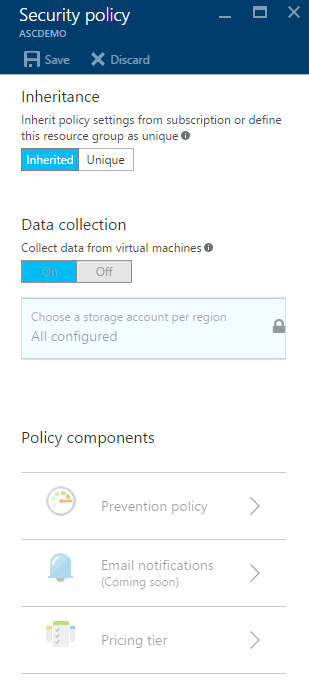 Security policy
ASCDEMO
Save Discard
Inheritance
Inherit policy settings from subscription or define
this resource group as unique
Inherited Unique
Data collection
Collect data from virtual machines
On Off
Choose a storage account per region
All configured
Policy components
Prevention policy
Email notifications
(Coming soon)
Pricing tier